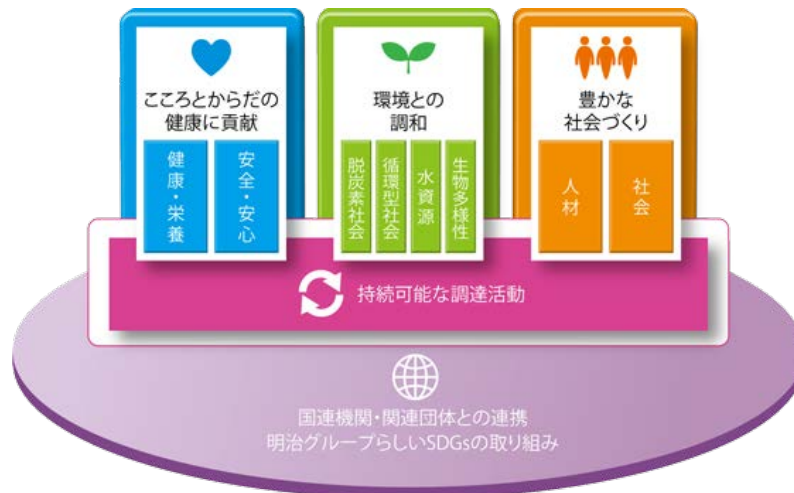 こころとからだの
健康に貢献
健康・栄養
安全・安心
環境との
調和
脱炭素社会
循環型社会
水資源
生物多様性
豊かな
社会づくり
人材
社会
持続可能な調達活動
国連機関・関連団体との連携
明治グループらしいSDGsの取り組み